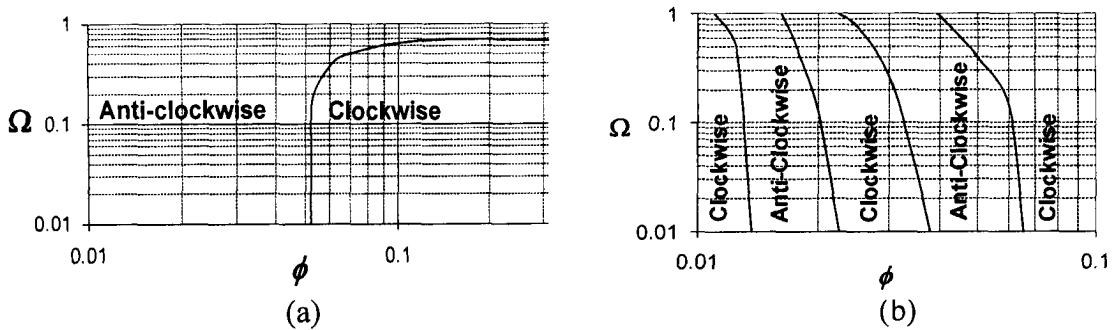 1
Ω
0.1
0.01
Anti-clockwise
Clockwise
0.01
0.1
ϕ
(a)
1
Ω
0.1
0.01
Clockwise
Anti-Clockwise
Clockwise
Anti-Clockwise
Clockwise
0.01
0.1
ϕ
(b)